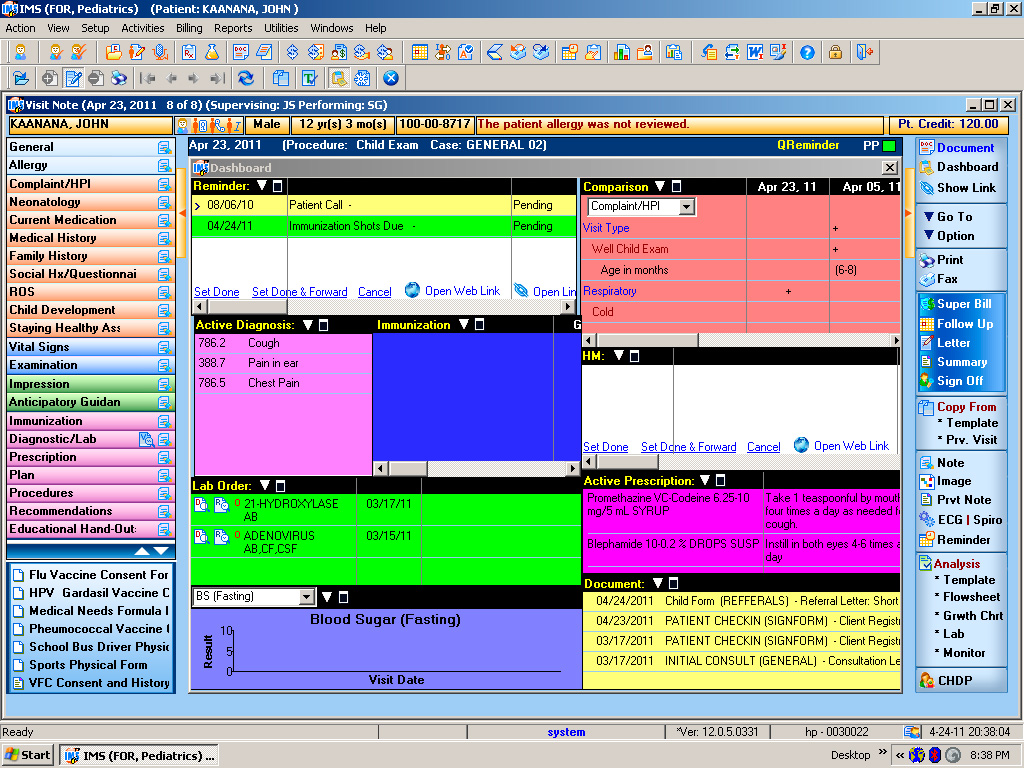 IMS (FOR, Pediatrics) (Patient: KAANANA, JOHN )
Action View Setup Activities Billing Reports Utilities Windows Help
Visit Note (Apr 23, 2011 8 of 8) (Supervising: JS Performing: SG)
KAANANA, JOHN Male 12 yr(s) 3 mo(s) 100-00-8717 The patient allergy was not reviewed. Pt. Credit: 120.00
General
Allergy
Complaint/HPI
Neonatology
Current Medication
Medical History
Family History
Social Hx/Questionnai
ROS
Child Development
Staying Healthy Ass
Vital Signs
Examination
Impression
Anticipatory Guidan
Immunization
Diagnostic/Lab
Prescription
Plan
Procedures
Recommendations
Educational Hand-Out:
Flu Vaccine Consent For
HPV Gardasil Vaccine C
Medical Needs Formula I
Pheumococcal Vaccine (
School Bus Driver Physic
Sports Physical Form
VFC Consent and History
Apr 23, 2011 (Procedure: Child Exam Case: GENERAL 02) QReminder PP
Dashboard
Reminder:
08/06/10 Patient Call - Pending
04/24/11 Immunization Shots Due - Pending
Set Done Set Done & Forward Cancel Open Web Link Open Lin
Comparison Apr 23, 11 Apr 05, 11
Complaint/HPI
Visit Type +
Well Child Exam +
Age in months (6-8)
Respiratory +
Cold
Active Diagnosis: Immunization G
786.2 Cough
388.7 Pain in ear
786.5 Chest Pain
HM:
Set Done Set Done & Forward Cancel Open Web Link
Lab Order:
21-HYDROXYLASE 03/17/11
AB
ADENOVIRUS 03/15/11
AB,CF,CSF
Active Prescription:
Promethazine VC-Codeine 6.25-10 Take 1 teaspoonful by mouth
mg/5 mL SYRUP four times a day as needed f
cough.
Blephamide 10-0.2 % DROPS SUSP Instill in both eyes 4-6 times a
day
BS (Fasting)
Blood Sugar (Fasting)
Result
10
5
0
Visit Date
Document:
04/24/2011 Child Form (REFFERALS) - Referral Letter: Short
04/23/2011 PATIENT CHECKIN (SIGNFORM) - Client Registr
03/17/2011 PATIENT CHECKIN (SIGNFORM) - Client Registr
03/17/2011 INITIAL CONSULT (GENERAL) - Consultation Le
Document
Dashboard
Show Link
Go To
Option
Print
Fax
Super Bill
Follow Up
Letter
Summary
Sign Off
Copy From
* Template
* Prv. Visit
Note
Image
Prvt Note
ECG | Spiro
Reminder
Analysis
* Template
* Flowsheet
* Grwth Chrt
* Lab
* Monitor
CHDP
Ready system *Ver: 12.0.5.0331 hp - 0030022 4-24-11 20:38:04
Start IMS (FOR, Pediatrics) ... Desktop 8:38 PM